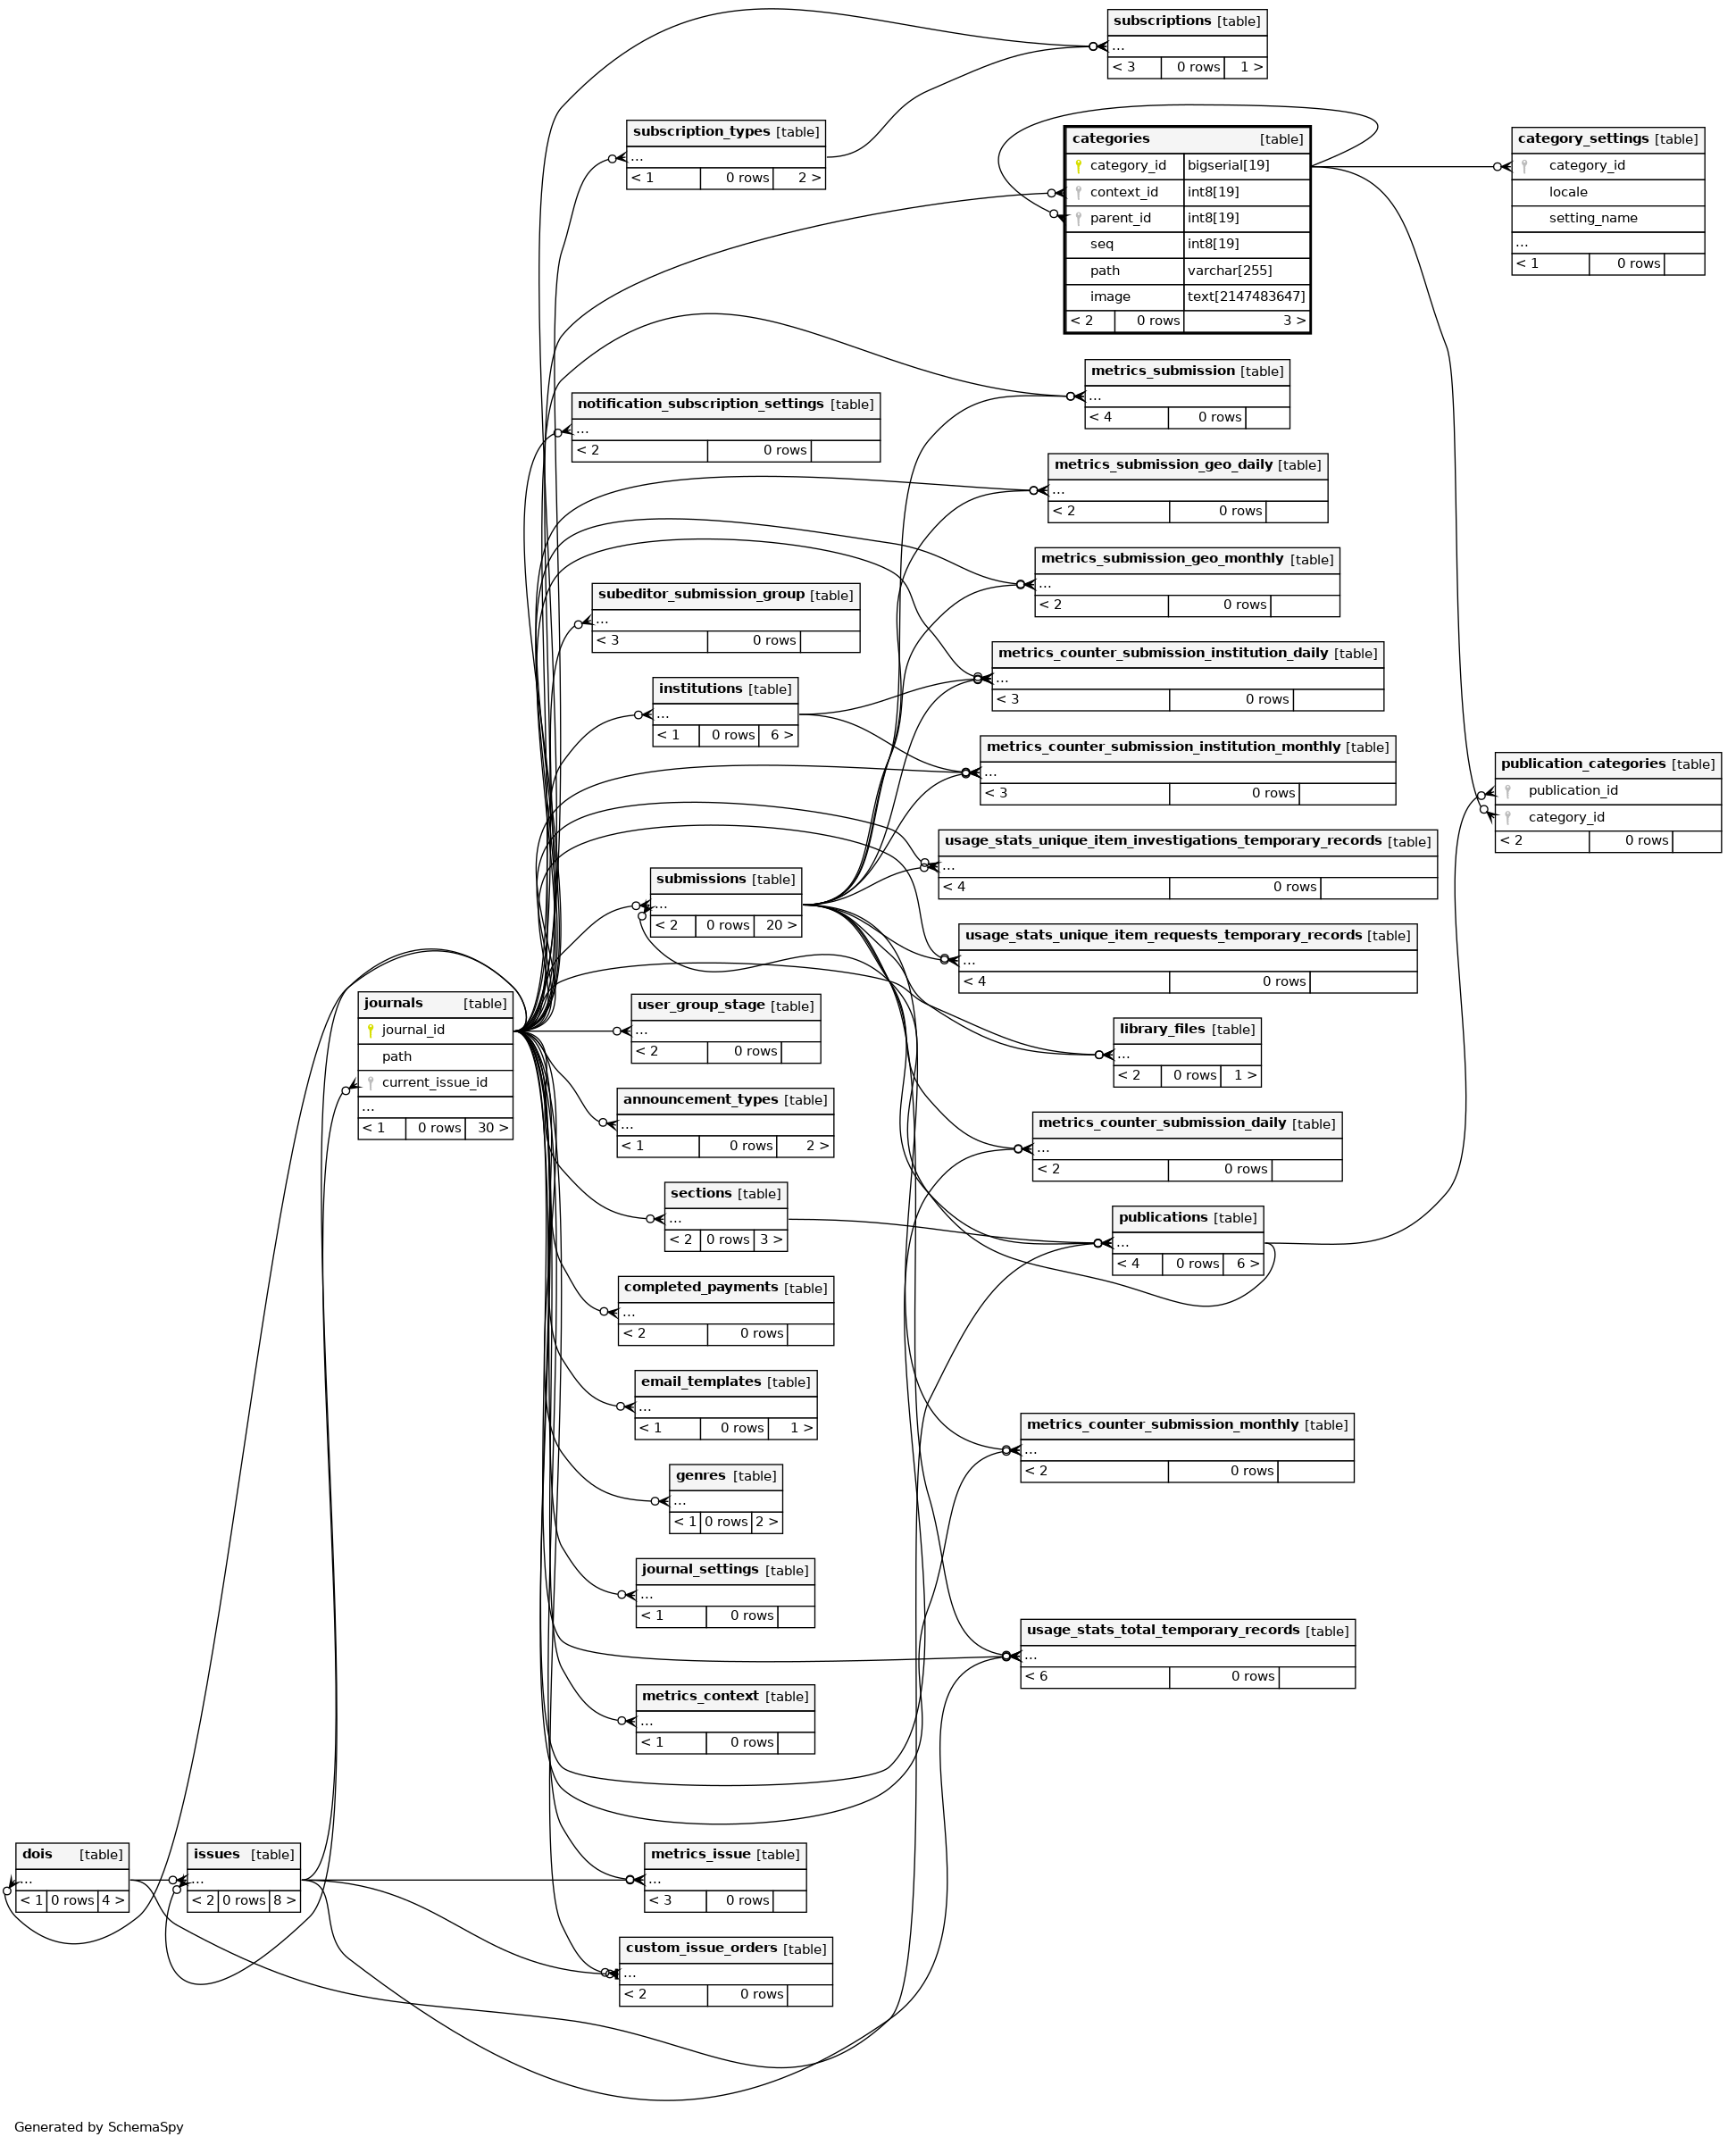 subscriptions [table]
...
< 3 0 rows 1 >
subscription_types [table]
...
< 1 0 rows 2 >
categories [table]
category_id bigserial[19]
context_id int8[19]
parent_id int8[19]
seq int8[19]
path varchar[255]
image text[2147483647]
< 2 0 rows 3 >
category_settings [table]
category_id
locale
setting_name
...
< 1 0 rows
metrics_submission [table]
...
< 4 0 rows
notification_subscription_settings [table]
...
< 2 0 rows
metrics_submission_geo_daily [table]
...
< 2 0 rows
metrics_submission_geo_monthly [table]
...
< 2 0 rows
subeditor_submission_group [table]
...
< 3 0 rows
metrics_counter_submission_institution_daily [table]
...
< 3 0 rows
institutions [table]
...
< 1 0 rows 6 >
metrics_counter_submission_institution_monthly [table]
...
< 3 0 rows
publication_categories [table]
publication_id
category_id
< 2 0 rows
usage_stats_unique_item_investigations_temporary_records [table]
...
< 4 0 rows
submissions [table]
...
< 2 0 rows 20 >
usage_stats_unique_item_requests_temporary_records [table]
...
< 4 0 rows
journals [table]
journal_id
path
current_issue_id
...
< 1 0 rows 30 >
user_group_stage [table]
...
< 2 0 rows
library_files [table]
...
< 2 0 rows 1 >
announcement_types [table]
...
< 1 0 rows 2 >
metrics_counter_submission_daily [table]
...
< 2 0 rows
sections [table]
...
< 2 0 rows 3 >
publications [table]
...
< 4 0 rows 6 >
completed_payments [table]
...
< 2 0 rows
email_templates [table]
...
< 1 0 rows 1 >
metrics_counter_submission_monthly [table]
...
< 2 0 rows
genres [table]
...
< 1 0 rows 2 >
journal_settings [table]
...
< 1 0 rows
usage_stats_total_temporary_records [table]
...
< 6 0 rows
metrics_context [table]
...
< 1 0 rows
dois [table]
...
< 1 0 rows 4 >
issues [table]
...
< 2 0 rows 8 >
metrics_issue [table]
...
< 3 0 rows
custom_issue_orders [table]
...
< 2 0 rows
Generated by SchemaSpy